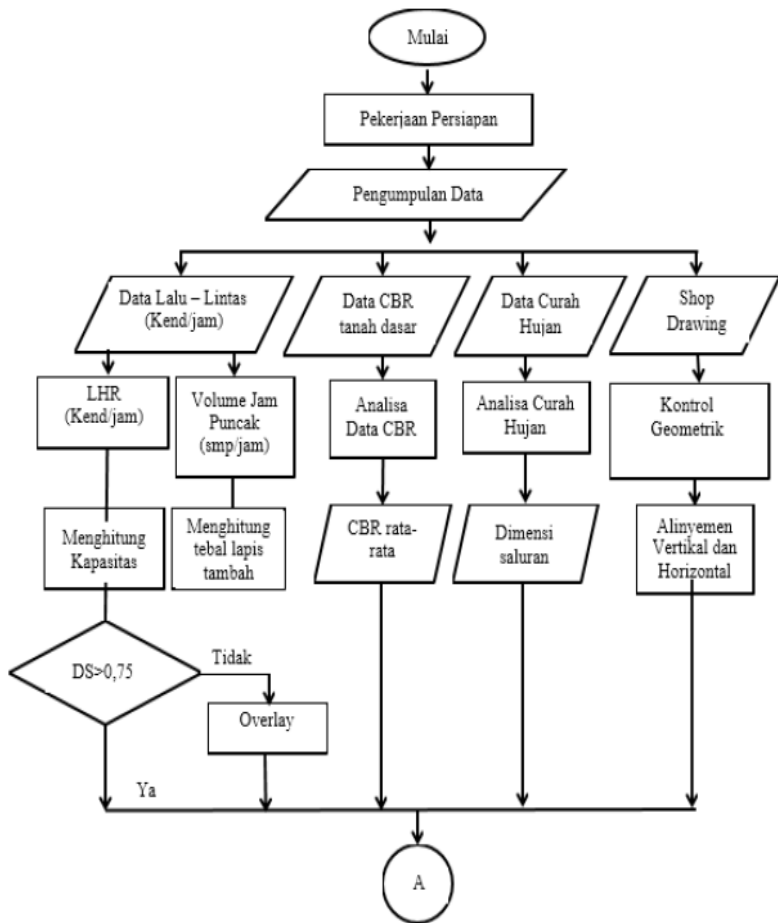 Mulai
Pekerjaan Persiapan
Pengumpulan Data
Data Lalu – Lintas
(Kend/jam)
Data CBR
tanah dasar
Data Curah
Hujan
Shop
Drawing
LHR
(Kend/jam)
Volume Jam
Puncak
(smp/jam)
Analisa
Data CBR
Analisa Curah
Hujan
Kontrol
Geometrik
Menghitung
Kapasitas
Menghitung
tebal lapis
tambah
CBR rata-
rata
Dimensi
saluran
Alinyemen
Vertikal dan
Horizontal
DS>0,75
Tidak
Overlay
Ya
A